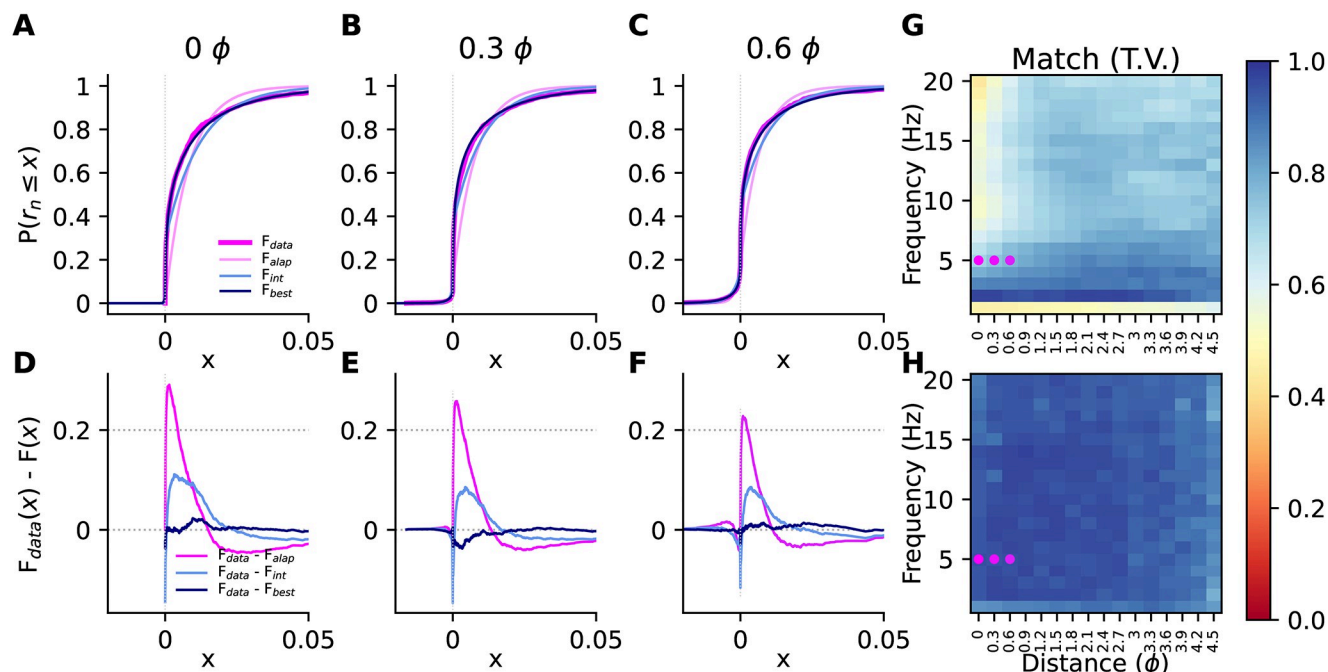 A
B
C
G
0 ϕ
0.3 ϕ
0.6 ϕ
Match (T.V.)
P(rₙ ≤ x)
1
0.8
0.6
0.4
0.2
0
F_data
F_alap
F_int
F_best
0
0.05
x
1
0.8
0.6
0.4
0.2
0
0
0.05
x
1
0.8
0.6
0.4
0.2
0
0
0.05
x
Frequency (Hz)
20
15
10
5
0
0.3
0.6
0.9
1.2
1.5
1.8
2.1
2.4
2.7
3
3.3
3.6
3.9
4.2
4.5
1.0
0.8
0.6
0.4
0.2
0.0
D
E
F
H
F_data(x) - F(x)
0.2
0
F_data - F_alap
F_data - F_int
F_data - F_best
0
0.05
x
0.2
0
0
0.05
x
0.2
0
0
0.05
x
Frequency (Hz)
20
15
10
5
0
0.3
0.6
0.9
1.2
1.5
1.8
2.1
2.4
2.7
3
3.3
3.6
3.9
4.2
4.5
Distance (ϕ)